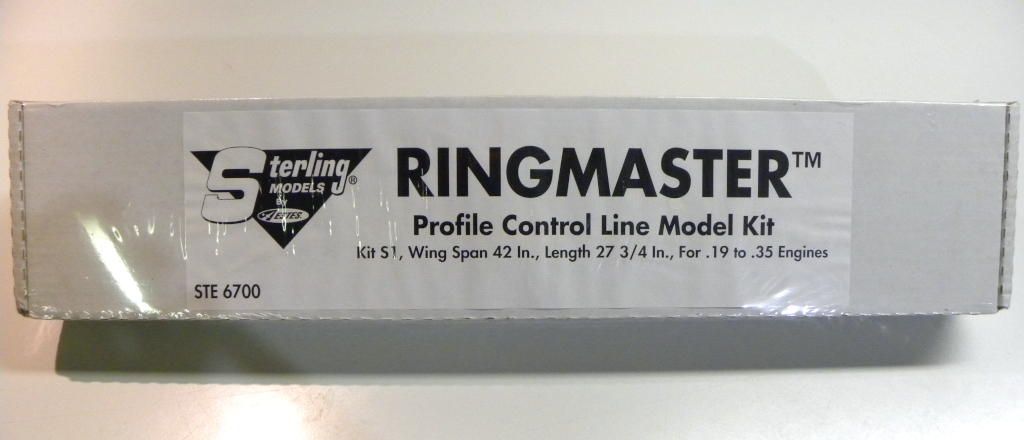 Sterling®
MODELS
By
ESTES.
RINGMASTER™
Profile Control Line Model Kit
Kit S1, Wing Span 42 In., Length 27 3/4 In., For .19 to .35 Engines
STE 6700